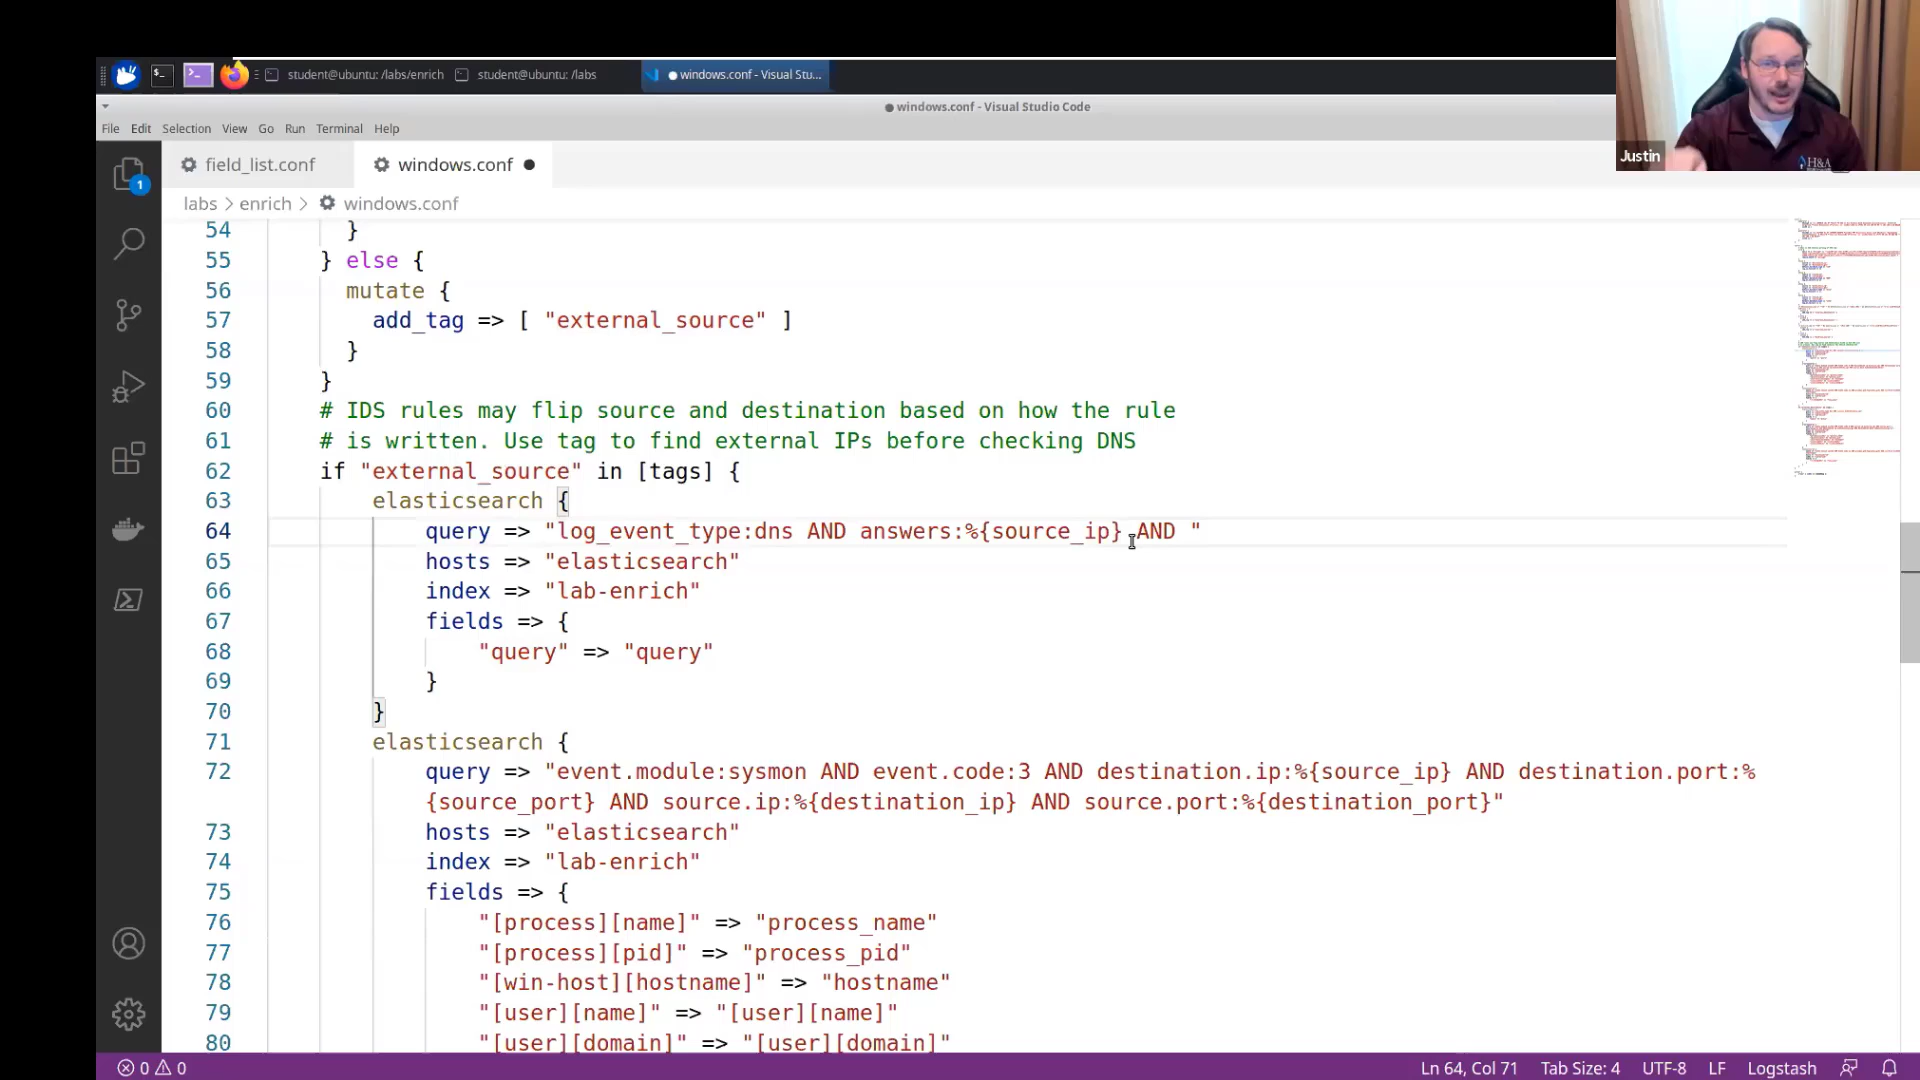 student@ubuntu: /labs/enrich
student@ubuntu: /labs
windows.conf - Visual Stu...
windows.conf - Visual Studio Code
File Edit Selection View Go Run Terminal Help
Justin
H&A
1
field_list.conf
windows.conf
labs > enrich > windows.conf
54 }
55 } else {
56 mutate {
57 add_tag => [ "external_source" ]
58 }
59 }
60 # IDS rules may flip source and destination based on how the rule
61 # is written. Use tag to find external IPs before checking DNS
62 if "external_source" in [tags] {
63 elasticsearch {
64 query => "log_event_type:dns AND answers:%{source_ip} AND "
65 hosts => "elasticsearch"
66 index => "lab-enrich"
67 fields => {
68 "query" => "query"
69 }
70 }
71 elasticsearch {
72 query => "event.module:sysmon AND event.code:3 AND destination.ip:%{source_ip} AND destination.port:%
{source_port} AND source.ip:%{destination_ip} AND source.port:%{destination_port}"
73 hosts => "elasticsearch"
74 index => "lab-enrich"
75 fields => {
76 "[process][name]" => "process_name"
77 "[process][pid]" => "process_pid"
78 "[win-host][hostname]" => "hostname"
79 "[user][name]" => "[user][name]"
80 "[user][domain]" => "[user][domain]"
0 0 Ln 64, Col 71 Tab Size: 4 UTF-8 LF Logstash